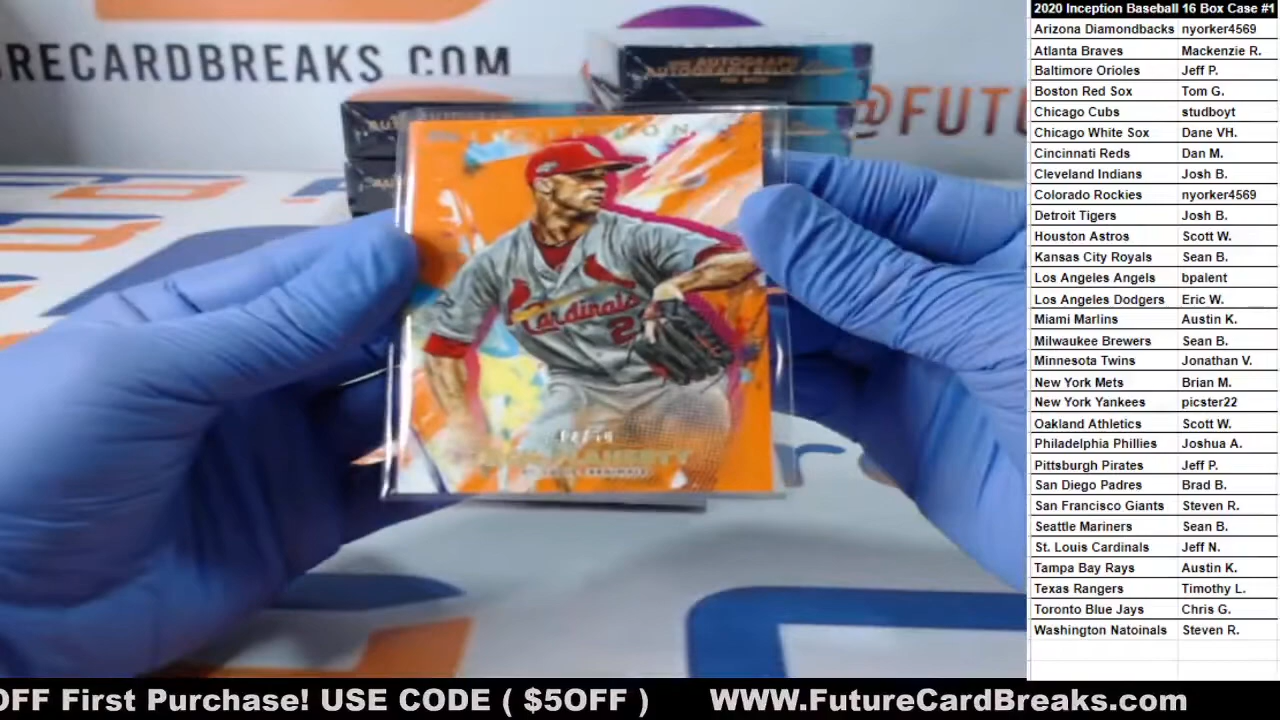 URECARDBREAKS.COM
AUTOGRAPH
@FUTU
INCEPTION
Cardinals
2
2020 Inception Baseball 16 Box Case #1
Arizona Diamondbacks nyorker4569
Atlanta Braves Mackenzie R.
Baltimore Orioles Jeff P.
Boston Red Sox Tom G.
Chicago Cubs studboyt
Chicago White Sox Dane VH.
Cincinnati Reds Dan M.
Cleveland Indians Josh B.
Colorado Rockies nyorker4569
Detroit Tigers Josh B.
Houston Astros Scott W.
Kansas City Royals Sean B.
Los Angeles Angels bpalent
Los Angeles Dodgers Eric W.
Miami Marlins Austin K.
Milwaukee Brewers Sean B.
Minnesota Twins Jonathan V.
New York Mets Brian M.
New York Yankees picster22
Oakland Athletics Scott W.
Philadelphia Phillies Joshua A.
Pittsburgh Pirates Jeff P.
San Diego Padres Brad B.
San Francisco Giants Steven R.
Seattle Mariners Sean B.
St. Louis Cardinals Jeff N.
Tampa Bay Rays Austin K.
Texas Rangers Timothy L.
Toronto Blue Jays Chris G.
Washington Natoinals Steven R.
OFF First Purchase! USE CODE ( $5OFF ) WWW.FutureCardBreaks.com